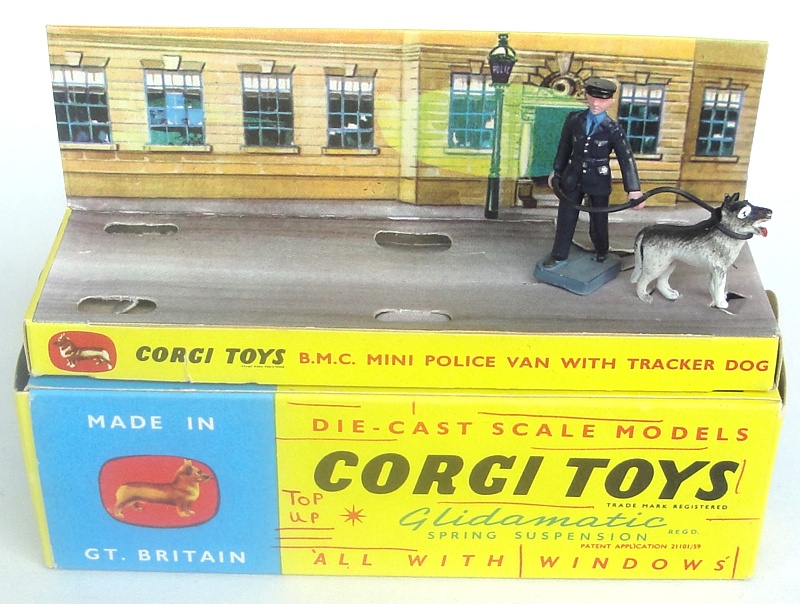 POLIC
CORGI TOYS B.M.C. MINI POLICE VAN WITH TRACKER DOG
MADE IN
GT. BRITAIN
DIE-CAST SCALE MODELS
CORGI TOYS
TRADE MARK REGISTERED
TOP
UP
Glidamatic REGD.
SPRING SUSPENSION
PATENT APPLICATION 21101/59
'ALL WITH WINDOWS'